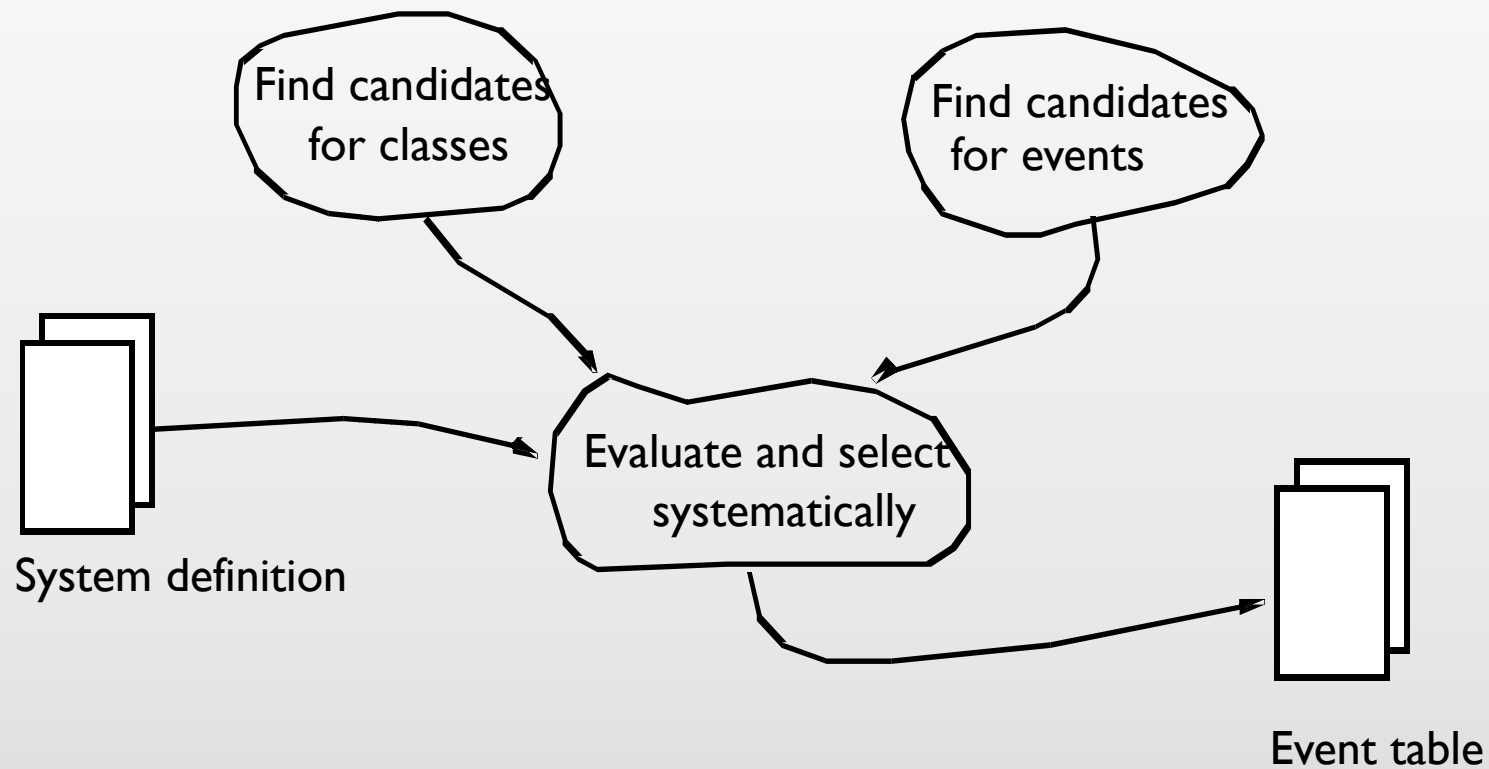 Find candidates
for classes
Find candidates
for events
Evaluate and select
systematically
System definition
Event table